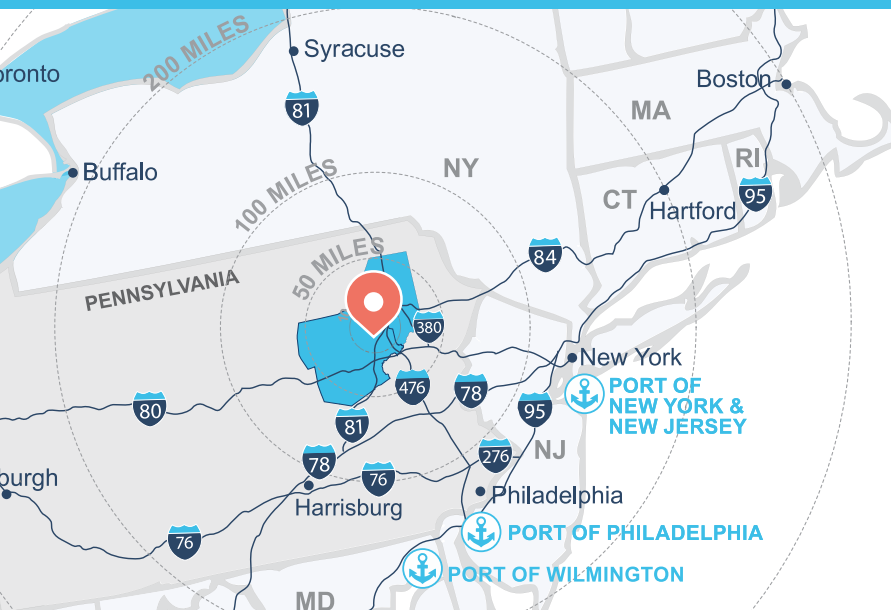 200 MILES
Syracuse
oronto
Boston
81
MA
Buffalo
NY
RI
100 MILES
CT
95
Hartford
50 MILES
84
PENNSYLVANIA
380
New York
476
78
PORT OF
NEW YORK &
NEW JERSEY
80
95
81
NJ
276
78
76
burgh
Harrisburg
Philadelphia
76
PORT OF PHILADELPHIA
PORT OF WILMINGTON
MD